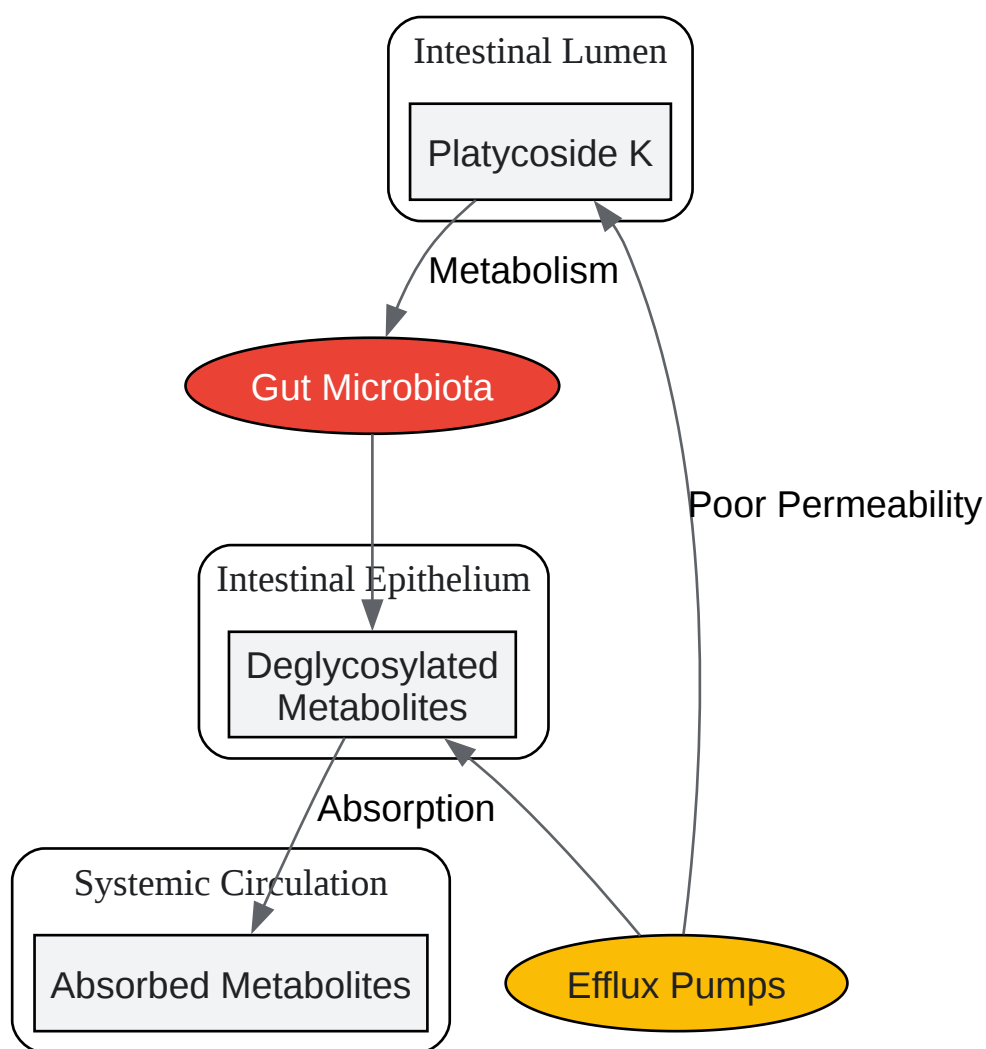 Intestinal Lumen
Platycoside K
Metabolism
Gut Microbiota
Poor Permeability
Intestinal Epithelium
Deglycosylated
Metabolites
Absorption
Systemic Circulation
Absorbed Metabolites
Efflux Pumps